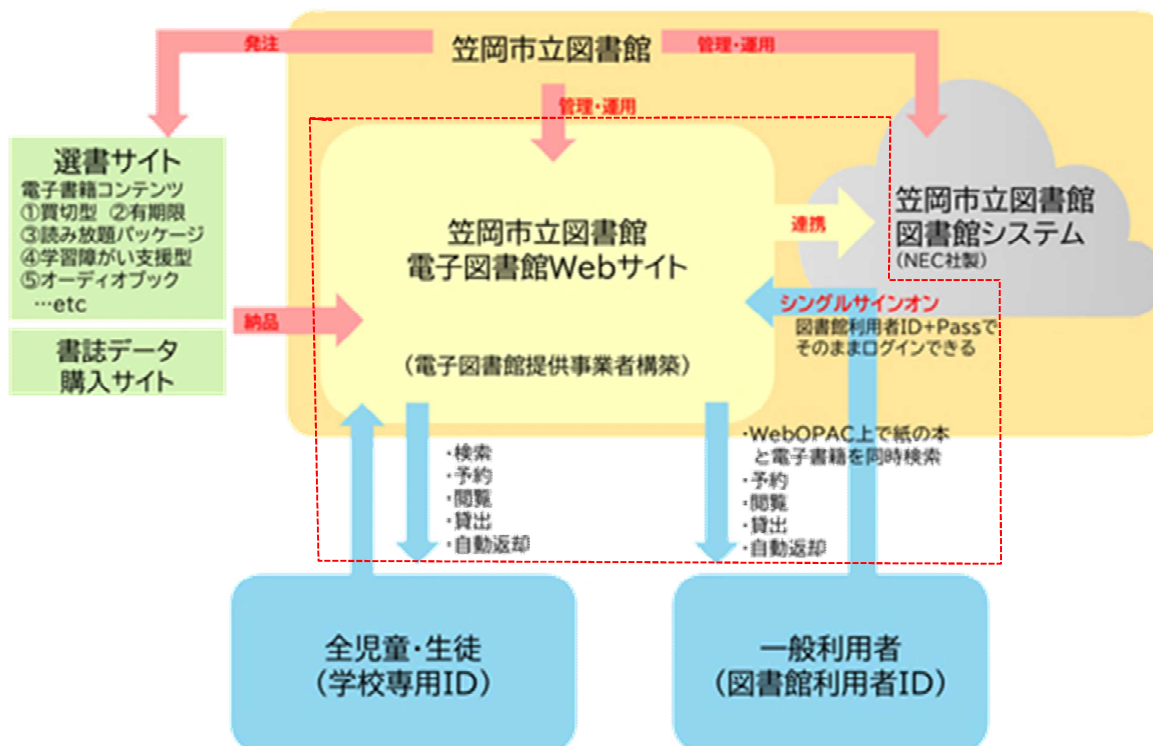 発注
笠岡市立図書館
管理・運用
管理・運用
選書サイト
電子書籍コンテンツ
①買切型 ②有期限
③読み放題パッケージ
④学習障がい支援型
⑤オーディオブック
…etc
書誌データ
購入サイト
納品
笠岡市立図書館
電子図書館Webサイト
（電子図書館提供事業者構築）
連携
笠岡市立図書館
図書館システム
（NEC社製）
シングルサインオン
図書館利用者ID+Passで
そのままログインできる
・検索
・予約
・閲覧
・貸出
・自動返却
・WebOPAC上で紙の本
と電子書籍を同時検索
・予約
・閲覧
・貸出
・自動返却
全児童・生徒
（学校専用ID）
一般利用者
（図書館利用者ID）